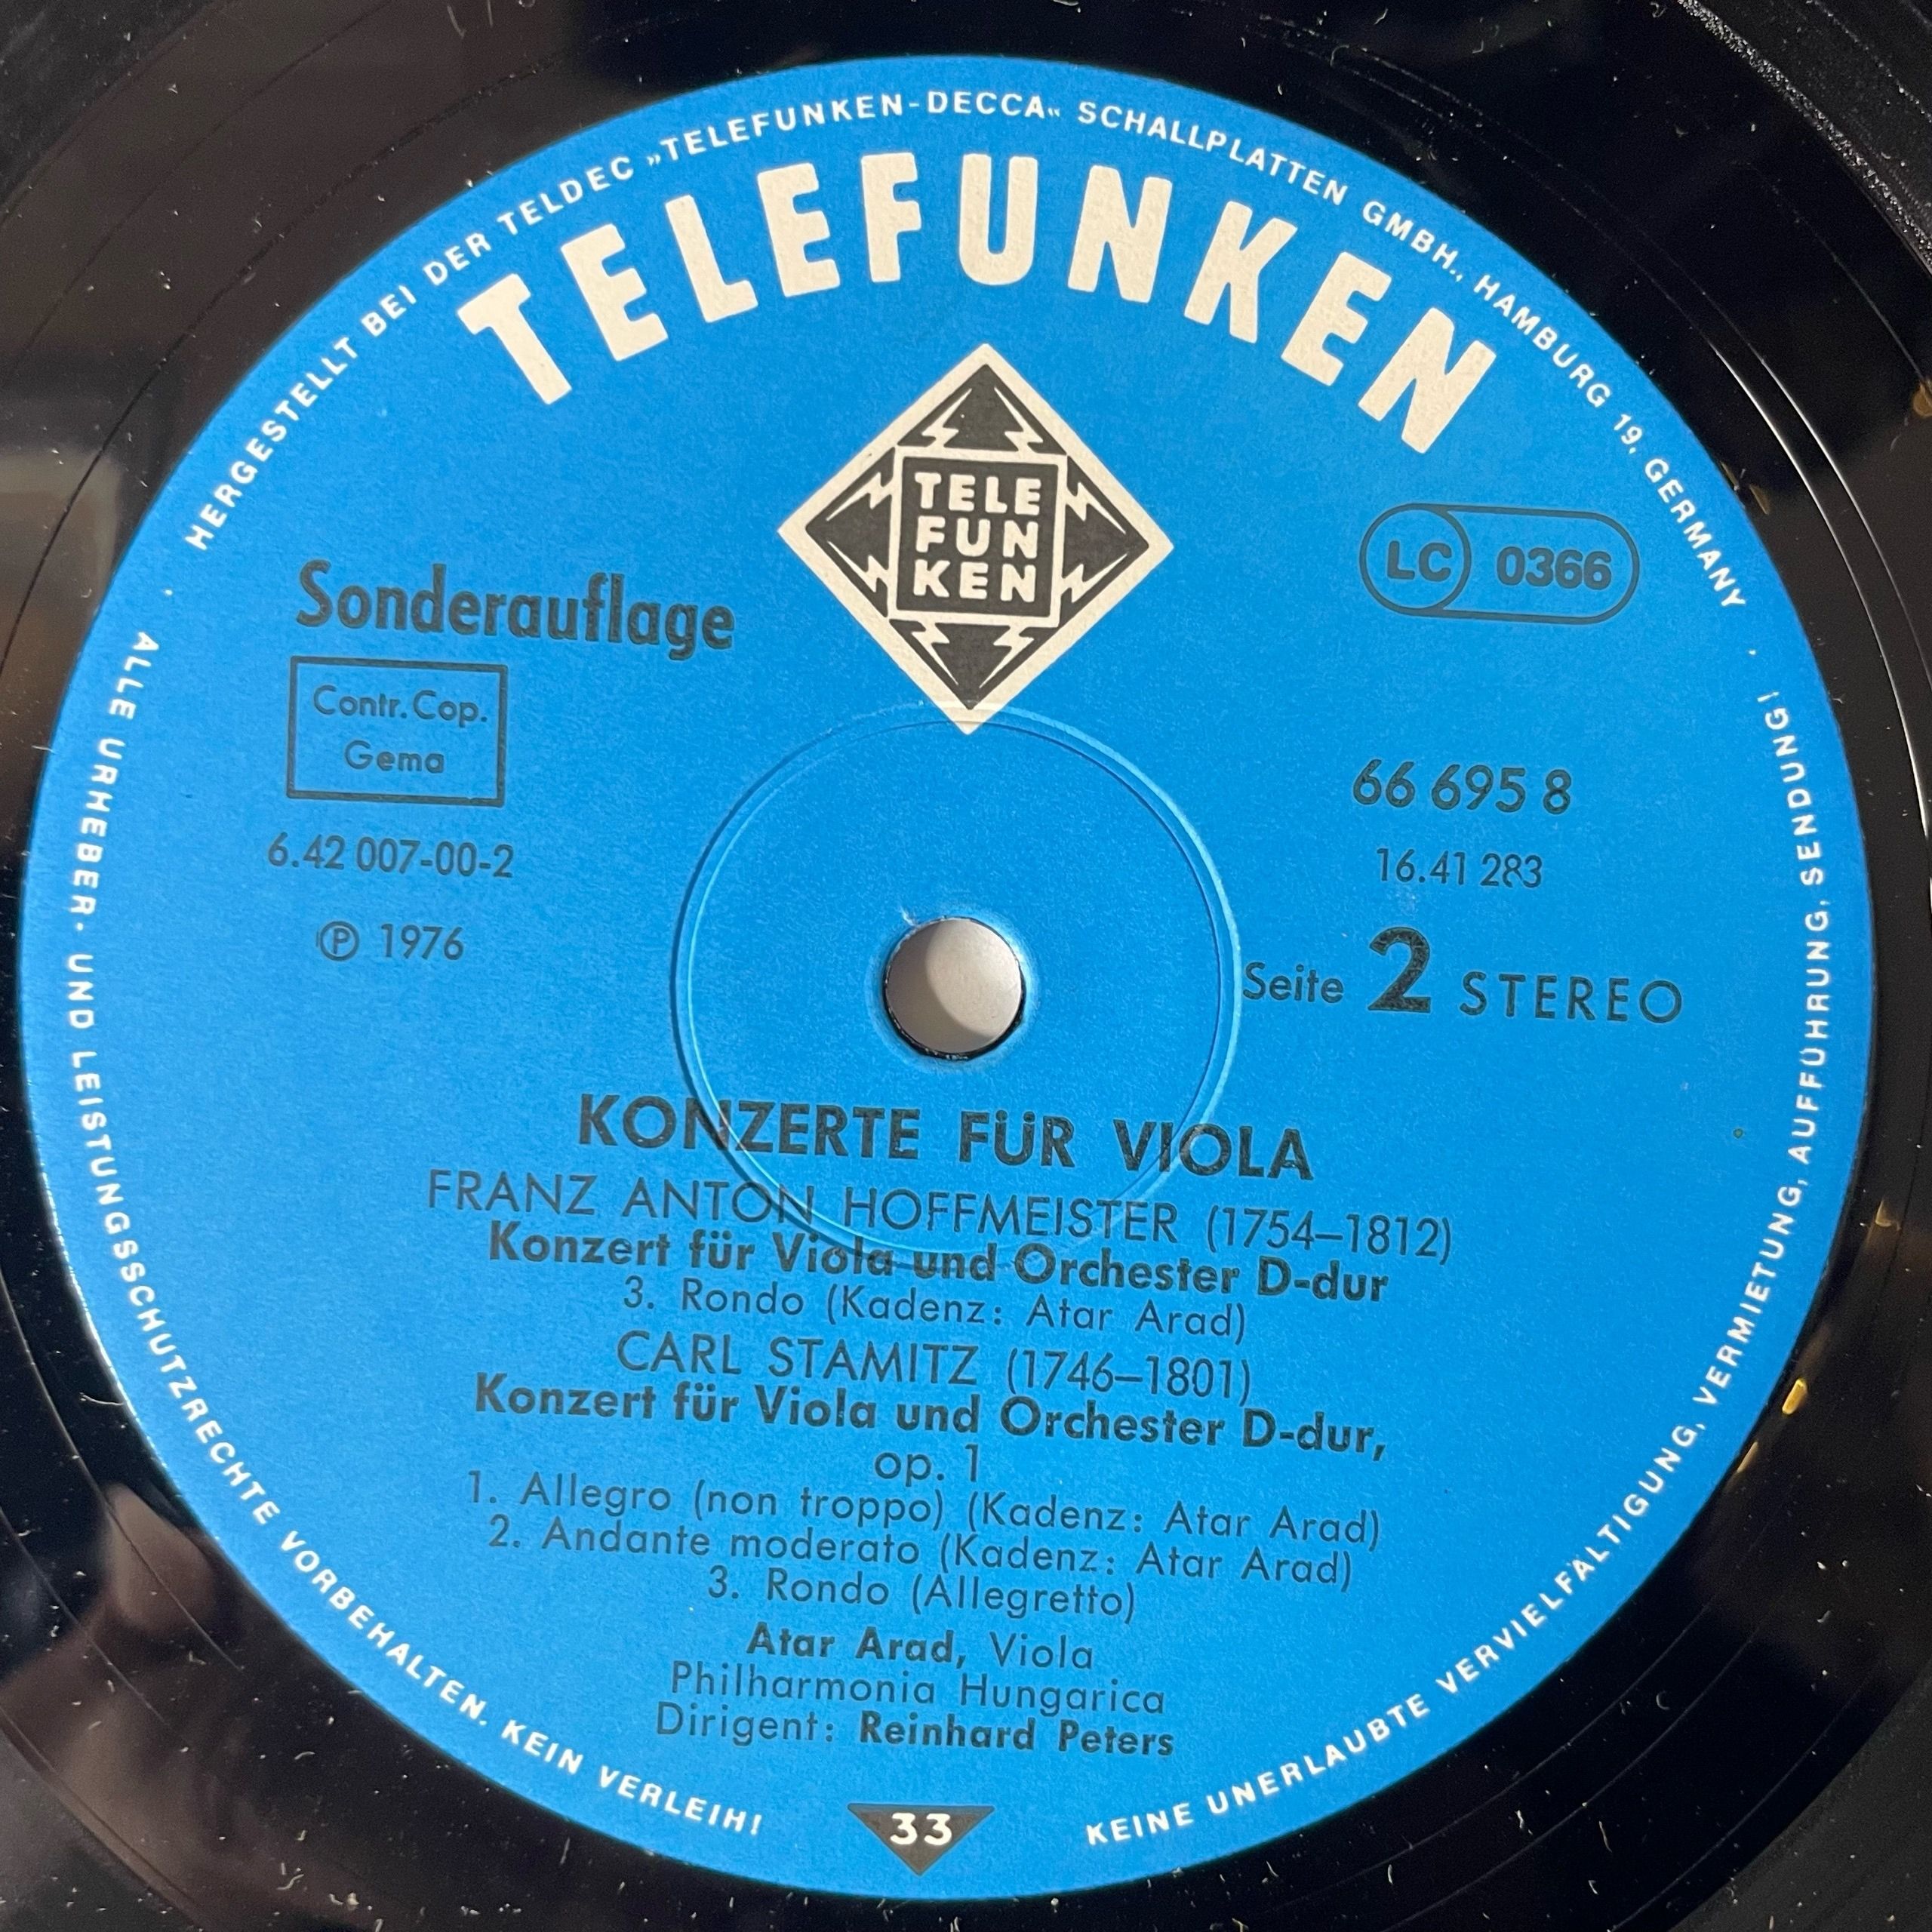 HERGESTELLT BEI DER TELDEC »TELEFUNKEN-DECCA« SCHALLPLATTEN GMBH., HAMBURG 19, GERMANY ·
TELEFUNKEN
TELE
FUN
KEN
LC 0366
Sonderauflage
Contr. Cop.
Gema
6.42 007-00-2
℗ 1976
66 695 8
16.41 283
Seite 2 STEREO
KONZERTE FÜR VIOLA
FRANZ ANTON HOFFMEISTER (1754–1812)
Konzert für Viola und Orchester D-dur
3. Rondo (Kadenz: Atar Arad)
CARL STAMITZ (1746–1801)
Konzert für Viola und Orchester D-dur,
op. 1
1. Allegro (non troppo) (Kadenz: Atar Arad)
2. Andante moderato (Kadenz: Atar Arad)
3. Rondo (Allegretto)
Atar Arad, Viola
Philharmonia Hungarica
Dirigent: Reinhard Peters
33
· ALLE URHEBER- UND LEISTUNGSSCHUTZRECHTE VORBEHALTEN. KEIN VERLEIH!
KEINE UNERLAUBTE VERVIELFÄLTIGUNG, VERMIETUNG, AUFFÜHRUNG, SENDUNG!